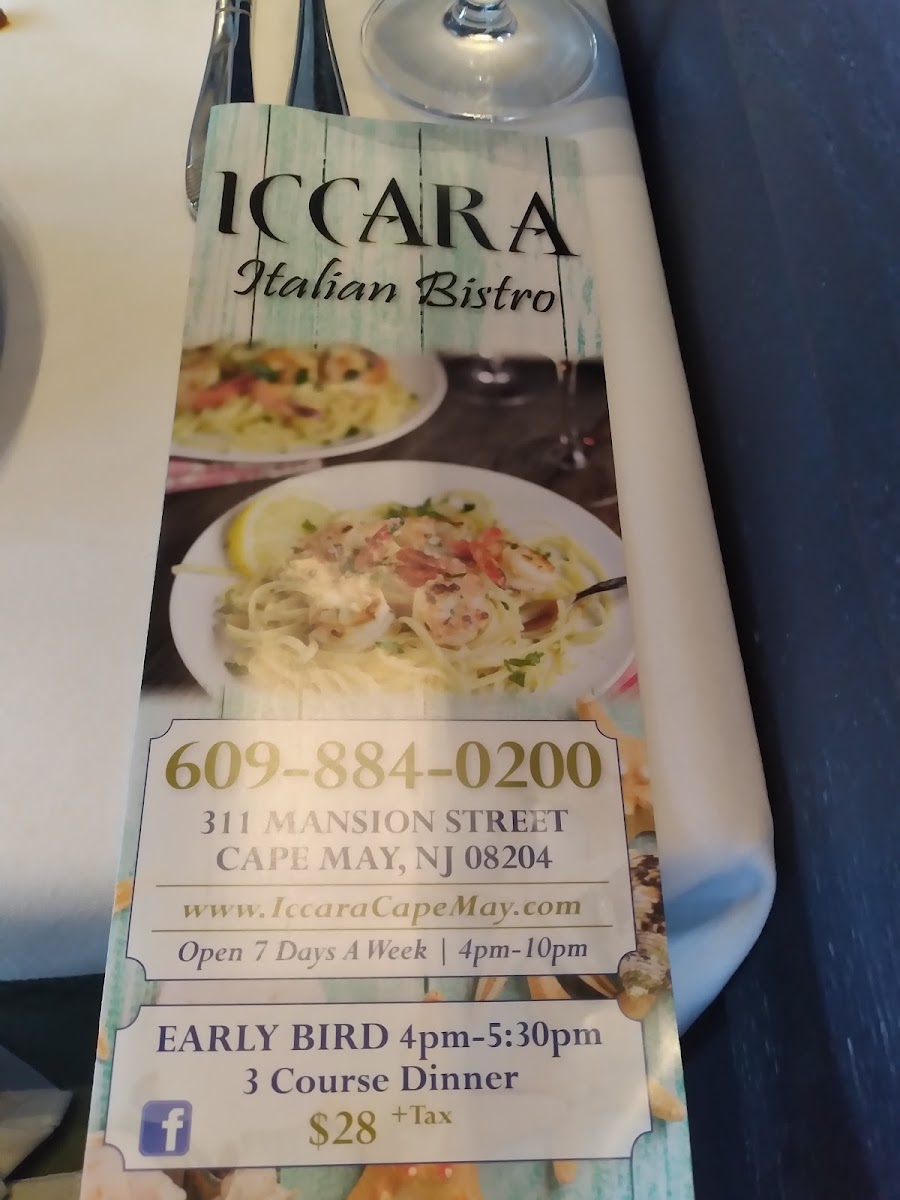 ICCARA
Italian Bistro
609-884-0200
311 MANSION STREET
CAPE MAY, NJ 08204
www.IccaraCapeMay.com
Open 7 Days A Week | 4pm-10pm
EARLY BIRD 4pm-5:30pm
3 Course Dinner
$28 +Tax
f